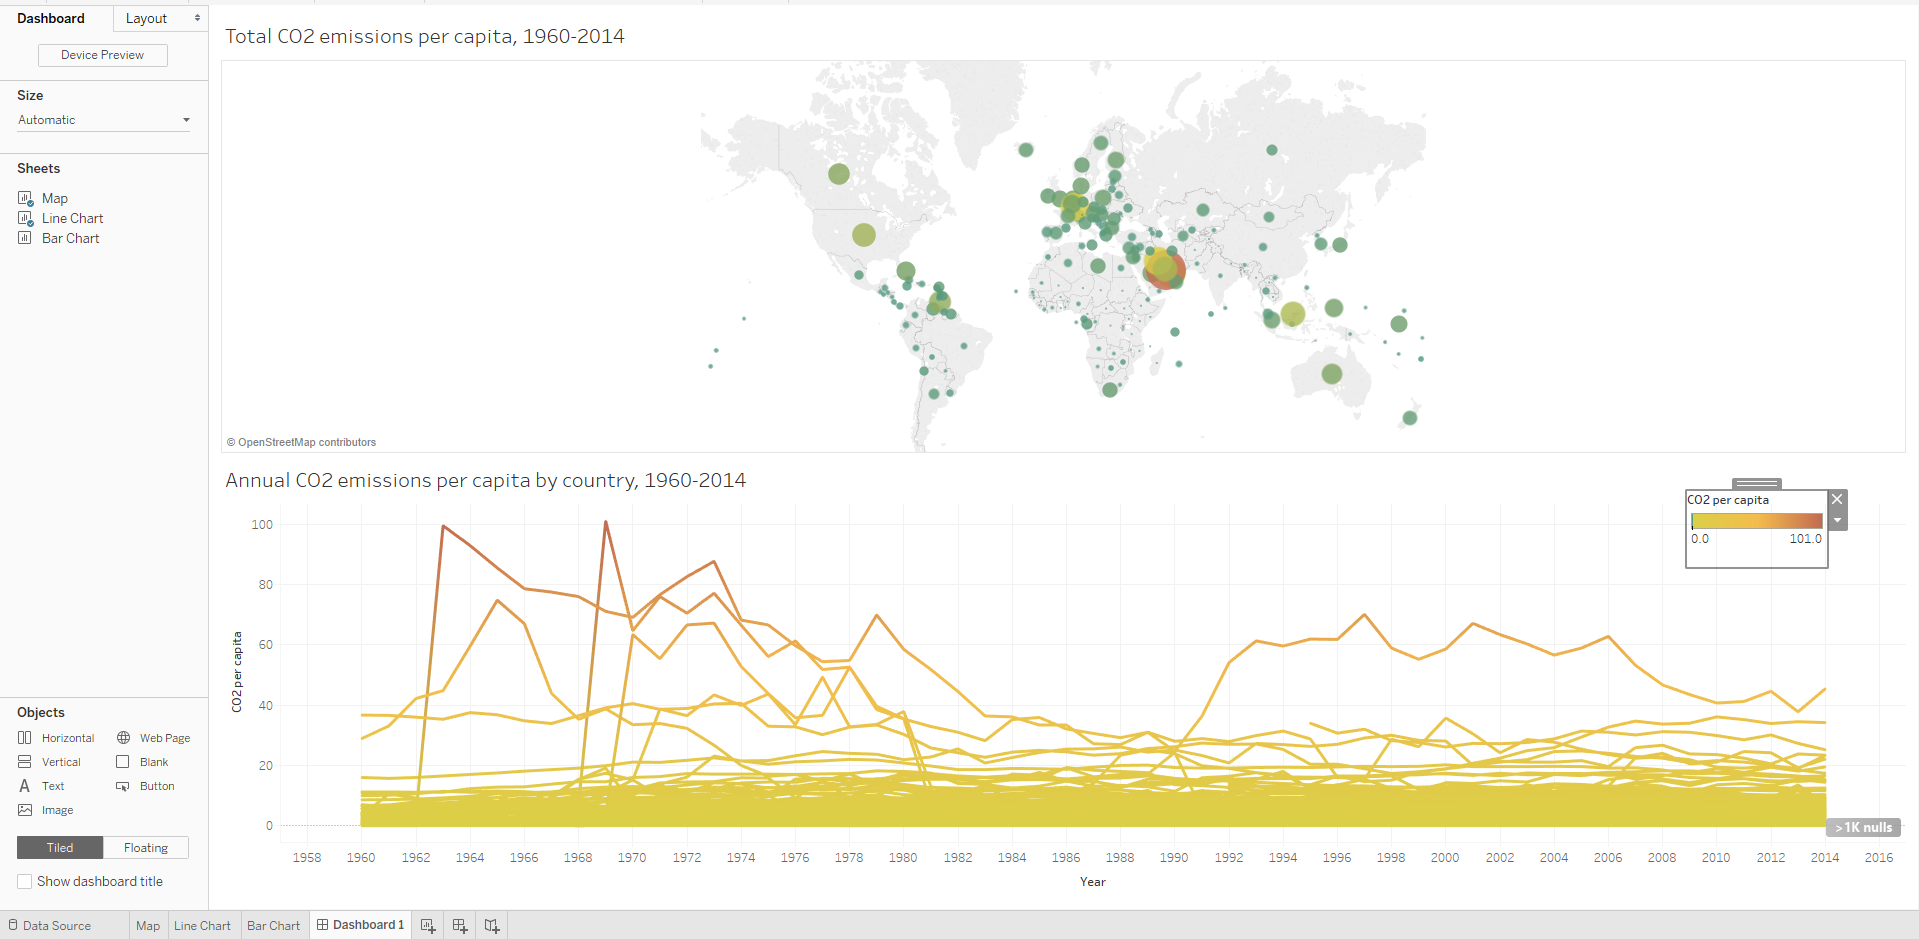 Dashboard
Layout
Device Preview
Size
Automatic
Sheets
Map
Line Chart
Bar Chart
Objects
Horizontal
Web Page
Vertical
Blank
A Text
Button
Image
Tiled
Floating
Show dashboard title
Total CO2 emissions per capita, 1960-2014
© OpenStreetMap contributors
Annual CO2 emissions per capita by country, 1960-2014
CO2 per capita
0.0 101.0
CO2 per capita
100
80
60
40
20
0
>1K nulls
1958 1960 1962 1964 1966 1968 1970 1972 1974 1976 1978 1980 1982 1984 1986 1988 1990 1992 1994 1996 1998 2000 2002 2004 2006 2008 2010 2012 2014 2016
Year
Data Source
Map
Line Chart
Bar Chart
Dashboard 1